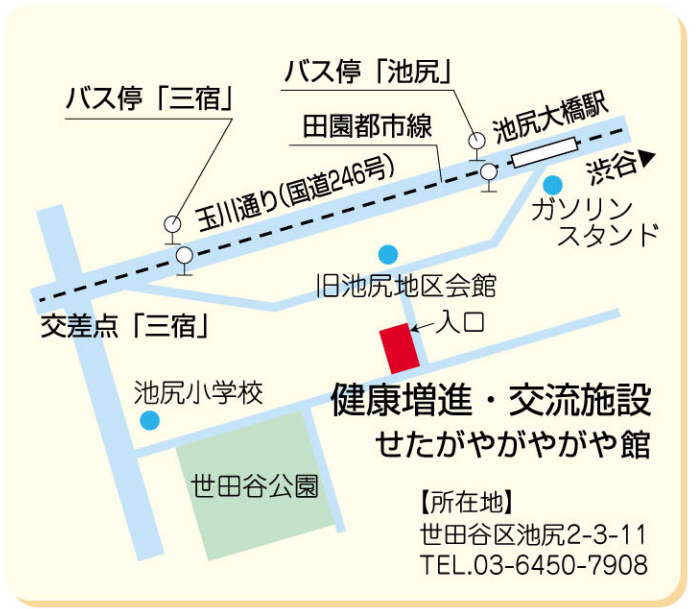 バス停「池尻」
バス停「三宿」
池尻大橋駅
田園都市線
渋谷
玉川通り(国道246号)
ガソリン
スタンド
旧池尻地区会館
入口
交差点「三宿」
池尻小学校
健康増進・交流施設
せたがやがやがや館
世田谷公園
【所在地】
世田谷区池尻2-3-11
TEL.03-6450-7908